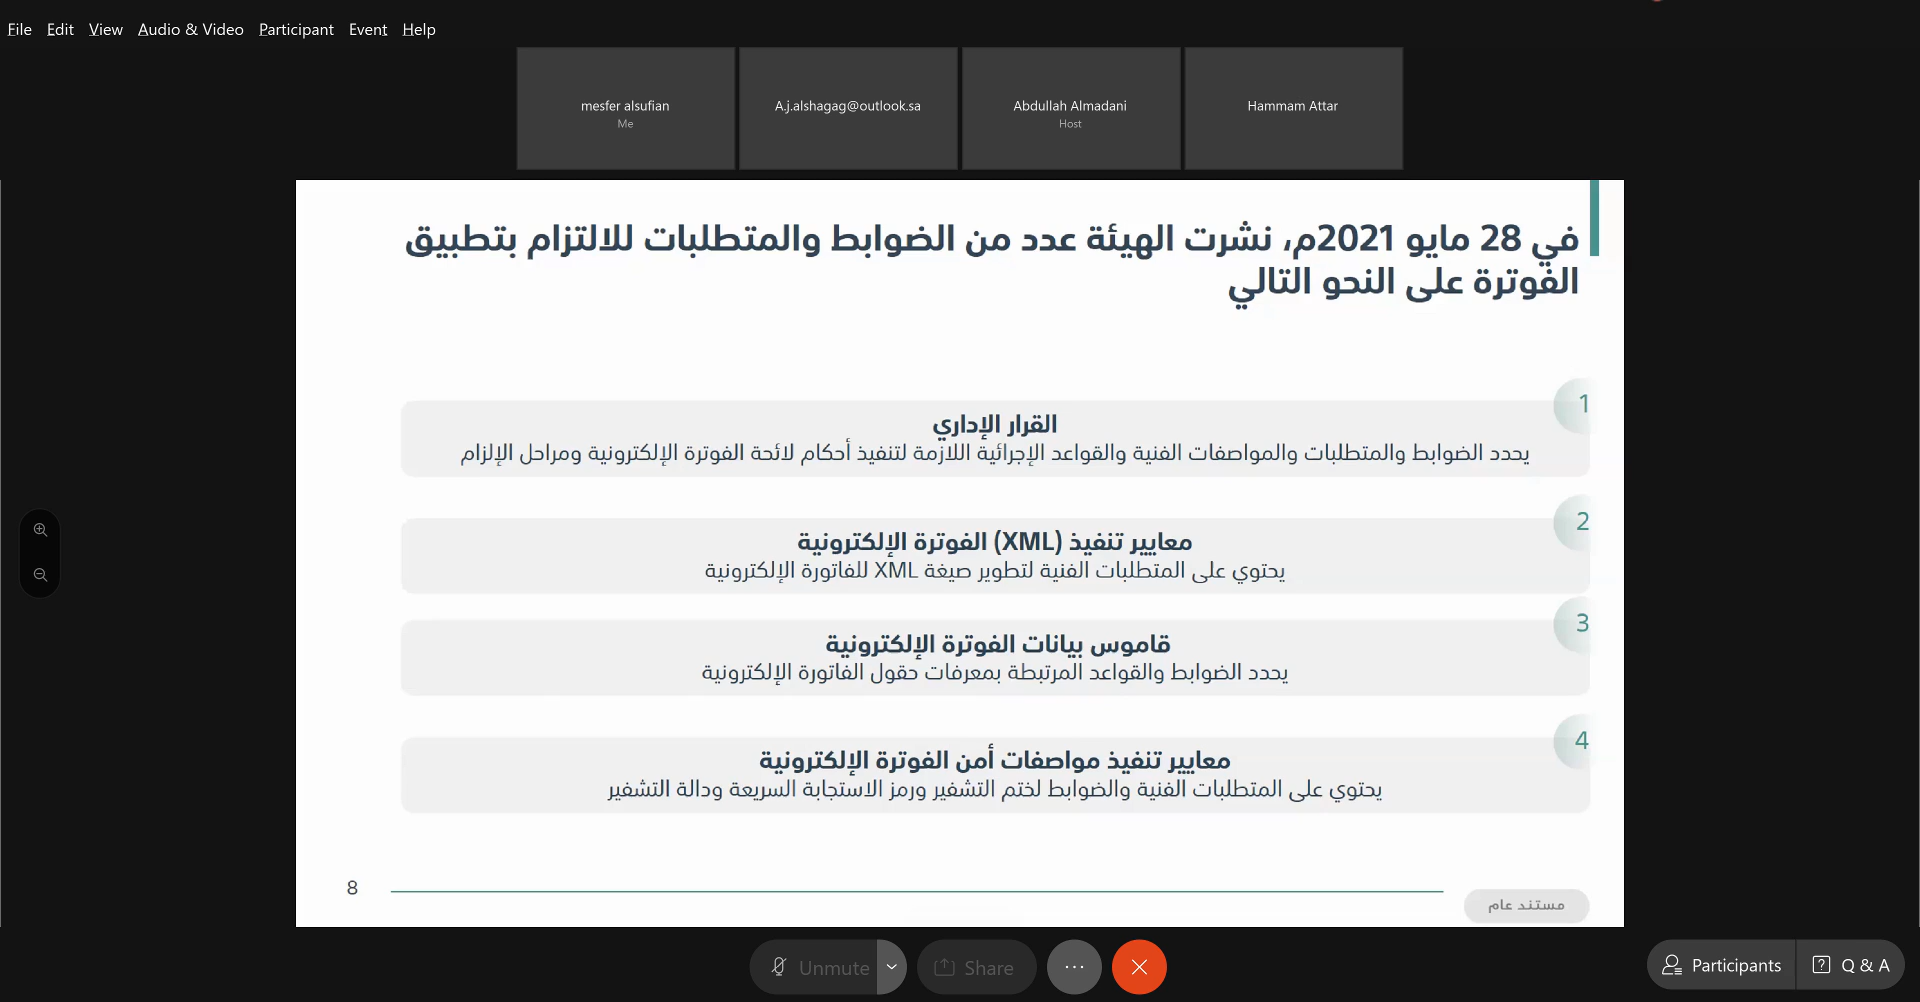 File Edit View Audio & Video Participant Event Help
mesfer alsufian
Me
A.j.alshagag@outlook.sa
Abdullah Almadani
Host
Hammam Attar
في 28 مايو 2021م، نشرت الهيئة عدد من الضوابط والمتطلبات للالتزام بتطبيق
الفوترة على النحو التالي
1
القرار الإداري
يحدد الضوابط والمتطلبات والمواصفات الفنية والقواعد الإجرائية اللازمة لتنفيذ أحكام لائحة الفوترة الإلكترونية ومراحل الإلزام
2
معايير تنفيذ (XML) الفوترة الإلكترونية
يحتوي على المتطلبات الفنية لتطوير صيغة XML للفاتورة الإلكترونية
3
قاموس بيانات الفوترة الإلكترونية
يحدد الضوابط والقواعد المرتبطة بمعرفات حقول الفاتورة الإلكترونية
4
معايير تنفيذ مواصفات أمن الفوترة الإلكترونية
يحتوي على المتطلبات الفنية والضوابط لختم التشفير ورمز الاستجابة السريعة ودالة التشفير
8
مستند عام
Unmute
Share
Participants
Q & A